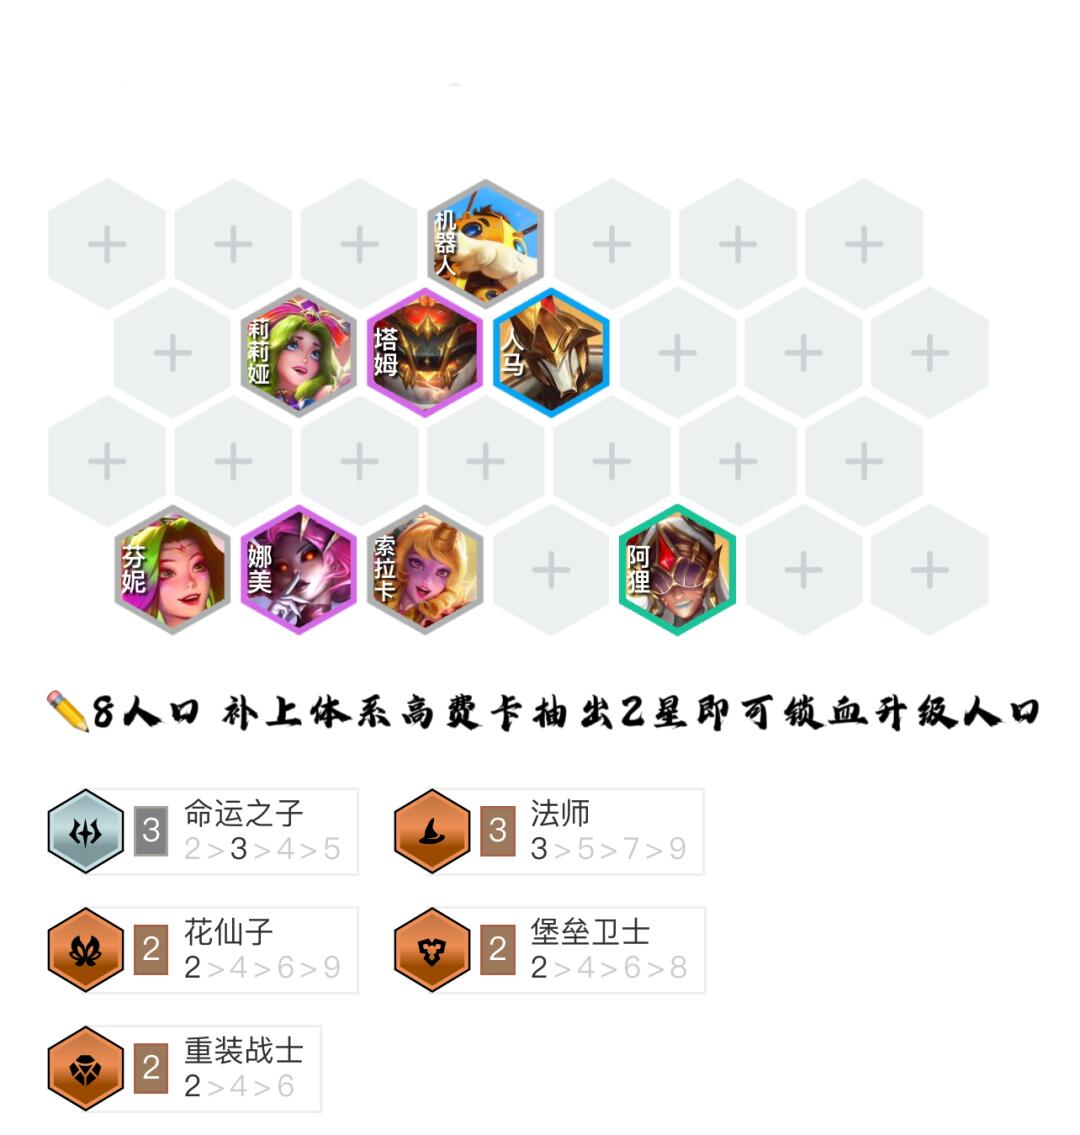 机器人
莉莉娅
塔姆
人马
芬妮
娜美
索拉卡
阿狸
8人口 补上体系高费卡抽出2星即可锁血升级人口
3 命运之子
2>3>4>5
3 法师
3>5>7>9
2 花仙子
2>4>6>9
2 堡垒卫士
2>4>6>8
2 重装战士
2>4>6